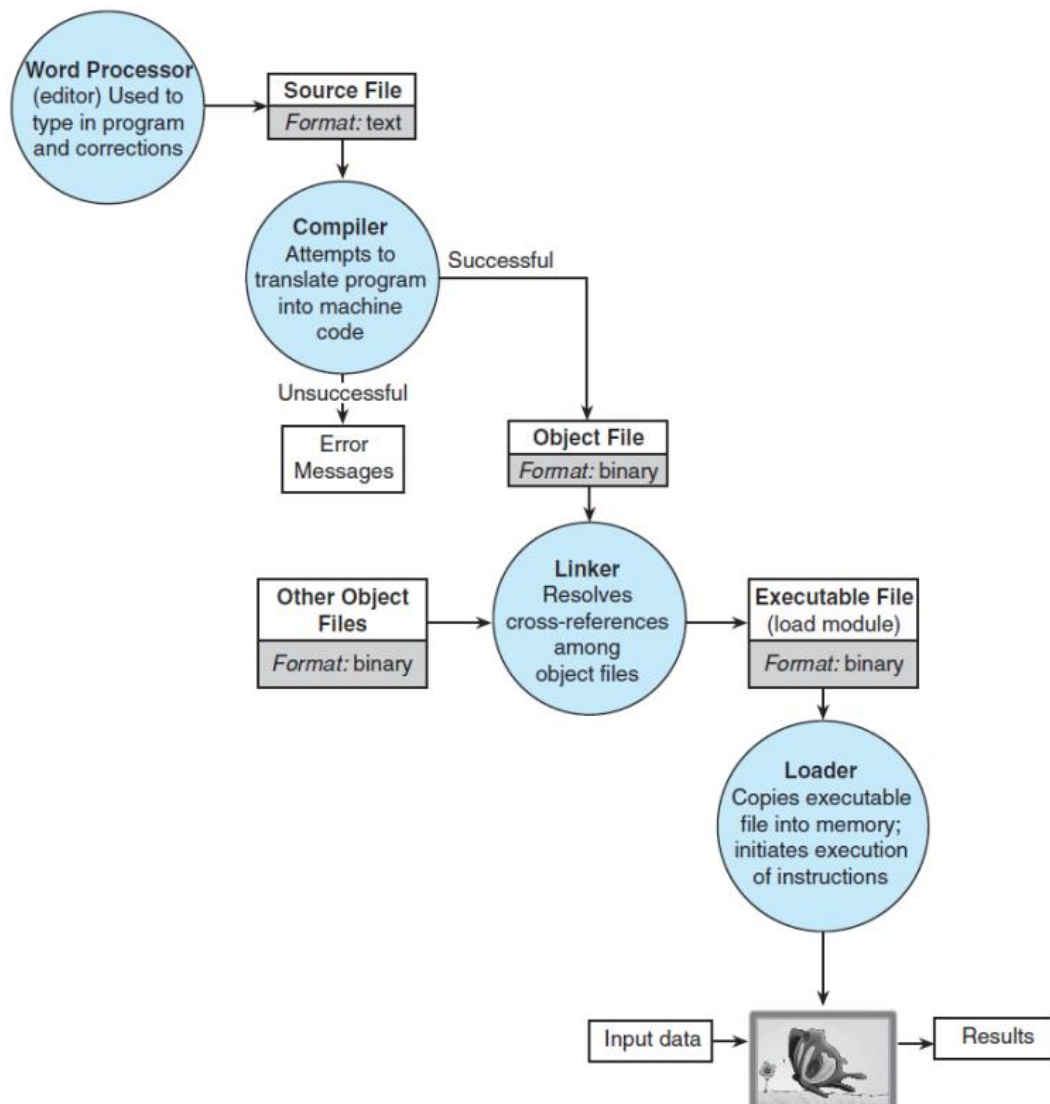 Word Processor
(editor) Used to
type in program
and corrections
Source File
Format: text
Compiler
Attempts to
translate program
into machine
code
Successful
Unsuccessful
Error
Messages
Object File
Format: binary
Other Object
Files
Format: binary
Linker
Resolves
cross-references
among
object files
Executable File
(load module)
Format: binary
Loader
Copies executable
file into memory;
initiates execution
of instructions
Input data
Results